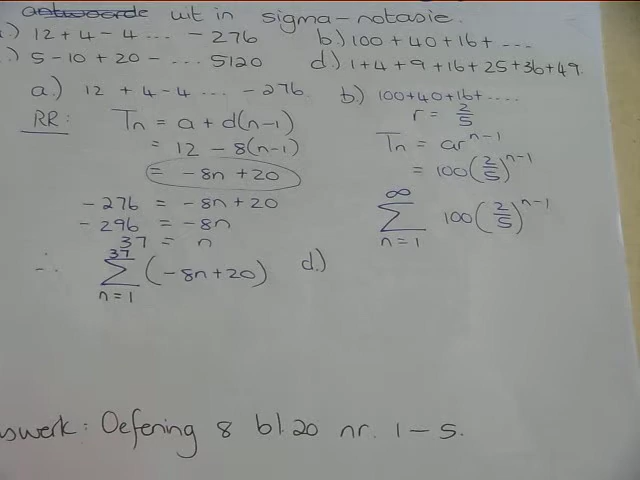 uit in sigma-notasie.
.) 12 + 4 - 4 ... - 276 b.) 100 + 40 + 16 + ...
.) 5 - 10 + 20 - ... 5120 d.) 1 + 4 + 9 + 16 + 25 + 36 + 49.
a.) 12 + 4 - 4 ... - 276. b.) 100 + 40 + 16 + ....
RR: Tn = a + d(n-1) r = 2/5
= 12 - 8(n-1) Tn = ar^(n-1)
= -8n + 20 = 100(2/5)^(n-1)
-276 = -8n + 20
-296 = -8n
37 = n
∞ Σ n=1 100(2/5)^(n-1)
∴ 37 Σ n=1 (-8n + 20) d.)
swerk: Oefening 8 bl. 20 nr. 1 - 5.